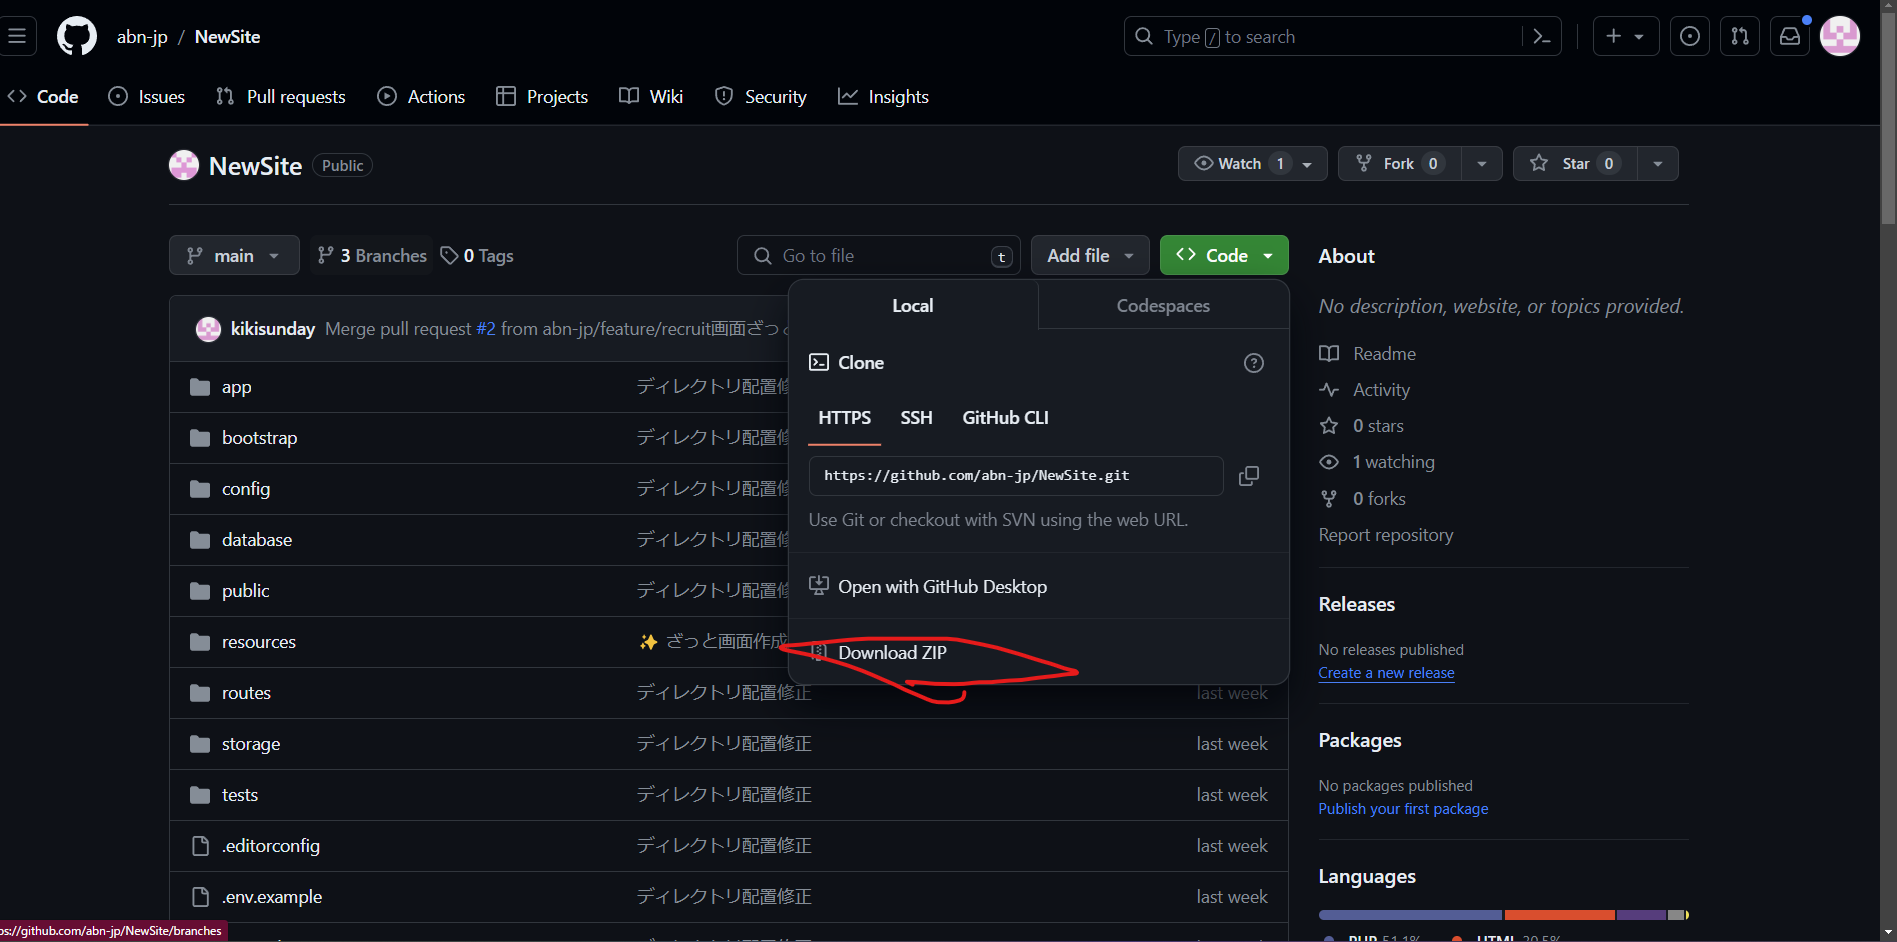 abn-jp / NewSite
Type / to search
Code Issues Pull requests Actions Projects Wiki Security Insights
NewSite Public
Watch 1 Fork 0 Star 0
main 3 Branches 0 Tags Go to file t Add file Code
kikisunday Merge pull request #2 from abn-jp/feature/recruit画面ざっ
app ディレクトリ配置修
bootstrap ディレクトリ配置修
config ディレクトリ配置修
database ディレクトリ配置修
public ディレクトリ配置修
resources ✨ ざっと画面作成
routes ディレクトリ配置修正 last week
storage ディレクトリ配置修正 last week
tests ディレクトリ配置修正 last week
.editorconfig ディレクトリ配置修正 last week
.env.example ディレクトリ配置修正 last week
Local Codespaces
Clone
HTTPS SSH GitHub CLI
https://github.com/abn-jp/NewSite.git
Use Git or checkout with SVN using the web URL.
Open with GitHub Desktop
Download ZIP
About
No description, website, or topics provided.
Readme
Activity
0 stars
1 watching
0 forks
Report repository
Releases
No releases published
Create a new release
Packages
No packages published
Publish your first package
Languages
PHP 51.1% HTML 30.5%
ps://github.com/abn-jp/NewSite/branches